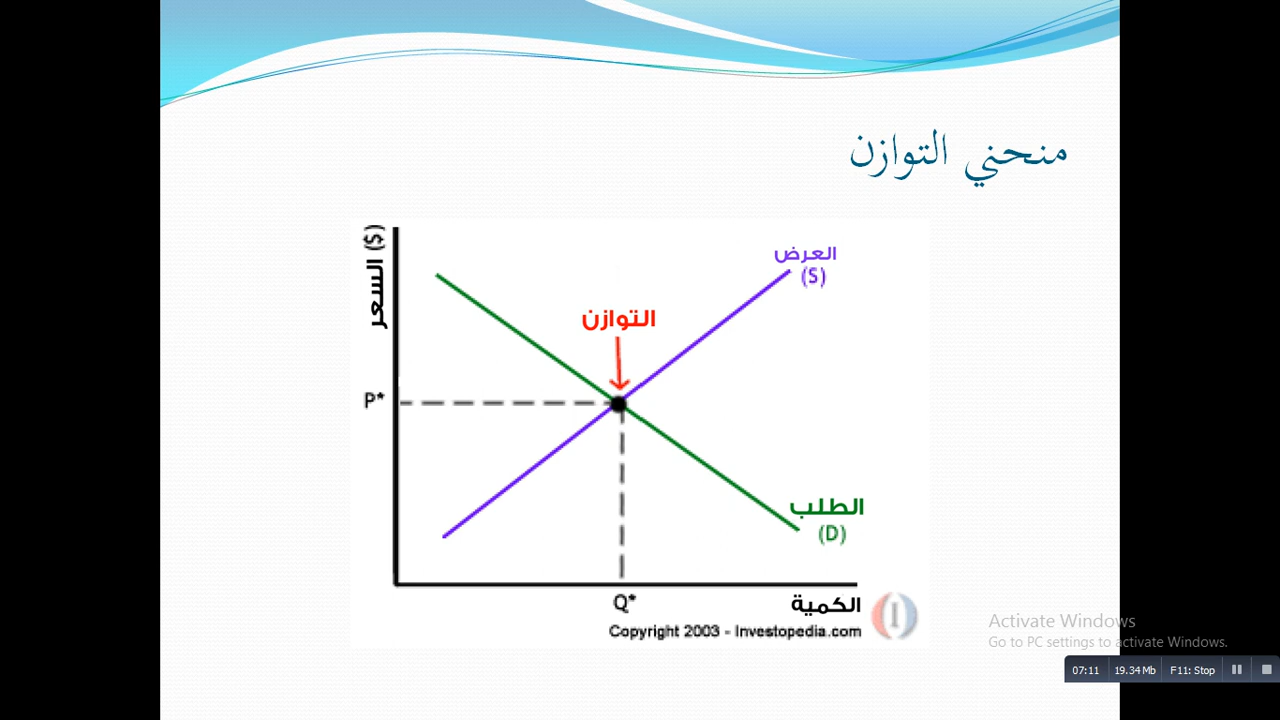 منحني التوازن
السعر ($)
العرض
(S)
التوازن
P*
الطلب
(D)
Q*
الكمية
Copyright 2003 - Investopedia.com
Activate Windows
Go to PC settings to activate Windows.
07:11 19.34 Mb F11: Stop